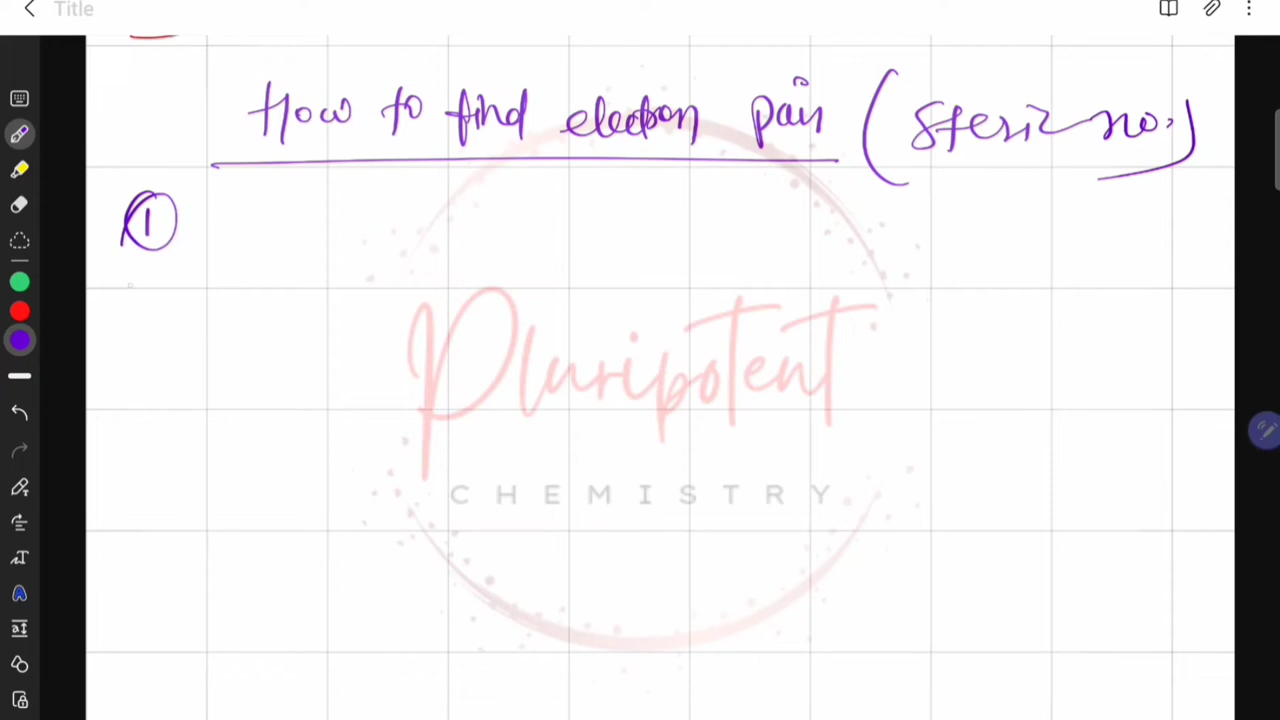 Title
How to find electron pair (Steric no.)
①
Pluripotent
CHEMISTRY